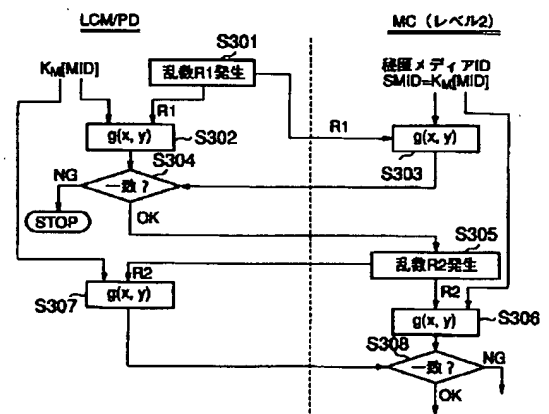 LCM/PD
MC (レベル2)
S301
KM[MID]
乱数R1発生
秘匿メディアID
SMID=KM[MID]
R1
R1
g(x, y)
S302
g(x, y)
S303
S304
NG
一致?
STOP
OK
S305
乱数R2発生
R2
R2
g(x, y)
S307
g(x, y)
S306
S308
一致?
NG
OK